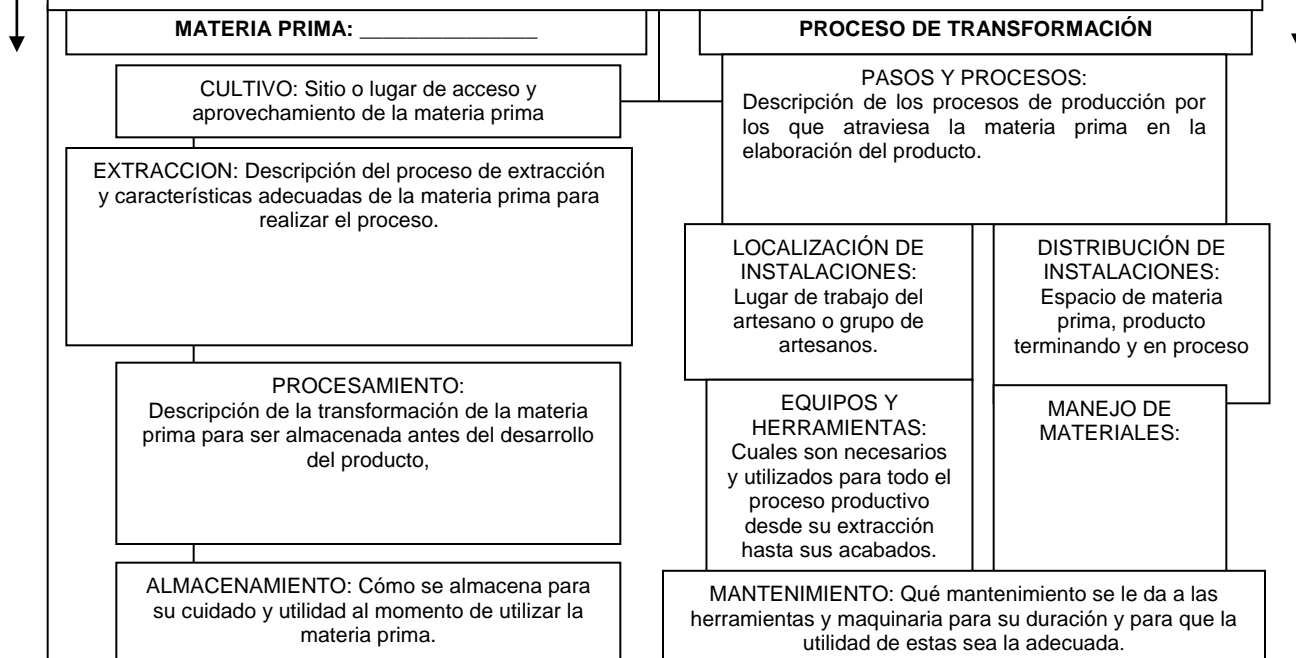 MATERIA PRIMA: _______________
CULTIVO: Sitio o lugar de acceso y
aprovechamiento de la materia prima
EXTRACCION: Descripción del proceso de extracción
y características adecuadas de la materia prima para
realizar el proceso.
PROCESAMIENTO:
Descripción de la transformación de la materia
prima para ser almacenada antes del desarrollo
del producto,
ALMACENAMIENTO: Cómo se almacena para
su cuidado y utilidad al momento de utilizar la
materia prima.
PROCESO DE TRANSFORMACIÓN
PASOS Y PROCESOS:
Descripción de los procesos de producción por
los que atraviesa la materia prima en la
elaboración del producto.
LOCALIZACIÓN DE
INSTALACIONES:
Lugar de trabajo del
artesano o grupo de
artesanos.
DISTRIBUCIÓN DE
INSTALACIONES:
Espacio de materia
prima, producto
terminando y en proceso
EQUIPOS Y
HERRAMIENTAS:
Cuales son necesarios
y utilizados para todo el
proceso productivo
desde su extracción
hasta sus acabados.
MANEJO DE
MATERIALES:
MANTENIMIENTO: Qué mantenimiento se le da a las
herramientas y maquinaria para su duración y para que la
utilidad de estas sea la adecuada.